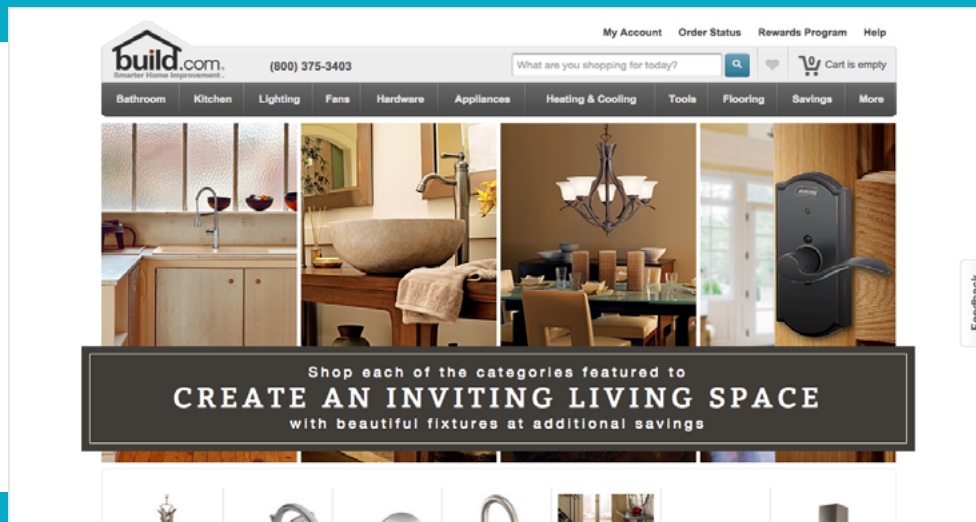 My Account Order Status Rewards Program Help
build.com
Smarter Home Improvement
(800) 375-3403
What are you shopping for today?
0
Cart is empty
Bathroom Kitchen Lighting Fans Hardware Appliances Heating & Cooling Tools Flooring Savings More
SCHLAGE
Feedback
Shop each of the categories featured to
CREATE AN INVITING LIVING SPACE
with beautiful fixtures at additional savings